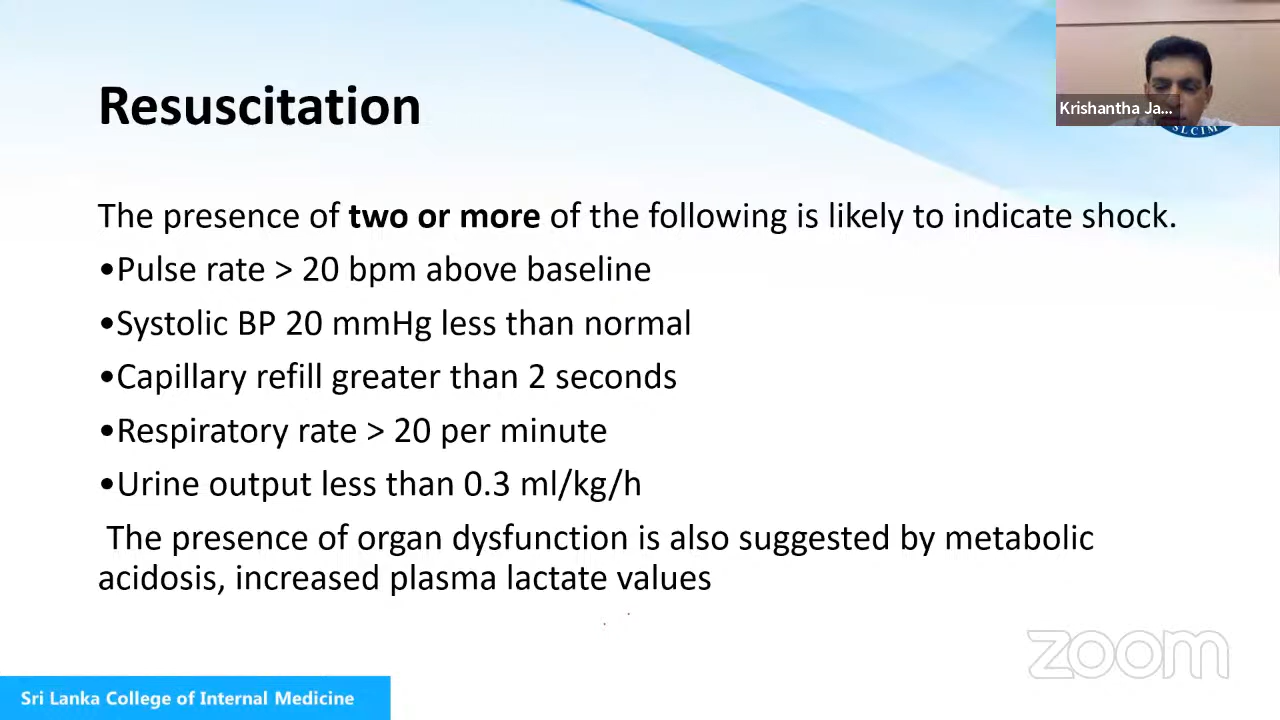 Krishantha Ja...
SLCIM
Resuscitation
The presence of two or more of the following is likely to indicate shock.
•Pulse rate > 20 bpm above baseline
•Systolic BP 20 mmHg less than normal
•Capillary refill greater than 2 seconds
•Respiratory rate > 20 per minute
•Urine output less than 0.3 ml/kg/h
The presence of organ dysfunction is also suggested by metabolic
acidosis, increased plasma lactate values
zoom
Sri Lanka College of Internal Medicine